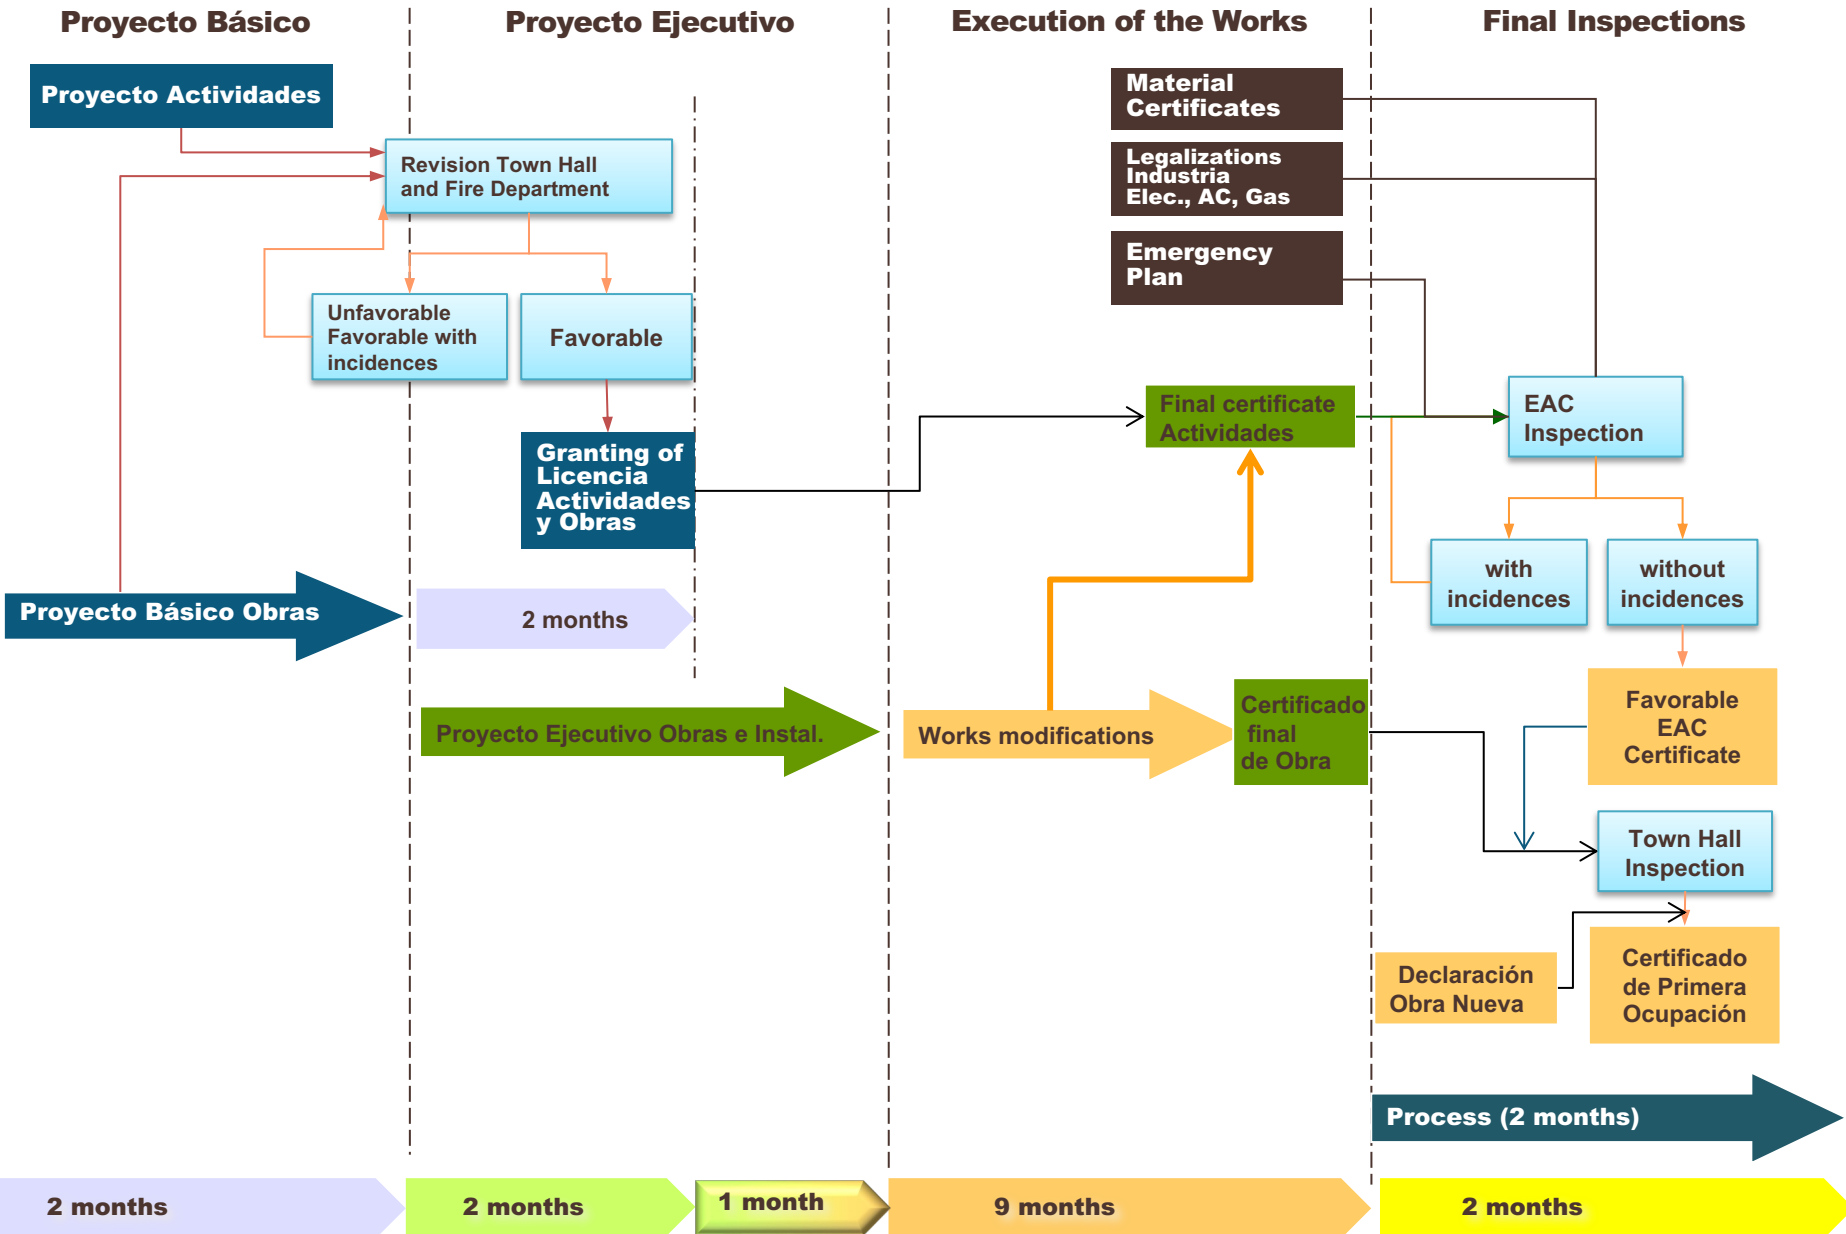 Proyecto Básico
Proyecto Ejecutivo
Execution of the Works
Final Inspections
Proyecto Actividades
Revision Town Hall
and Fire Department
Unfavorable
Favorable with
incidences
Favorable
Granting of
Licencia
Actividades
y Obras
Proyecto Básico Obras
2 months
Proyecto Ejecutivo Obras e Instal.
Material
Certificates
Legalizations
Industria
Elec., AC, Gas
Emergency
Plan
Final certificate
Actividades
Works modifications
Certificado
final
de Obra
EAC
Inspection
with
incidences
without
incidences
Favorable
EAC
Certificate
Town Hall
Inspection
Declaración
Obra Nueva
Certificado
de Primera
Ocupación
Process (2 months)
2 months
2 months
1 month
9 months
2 months